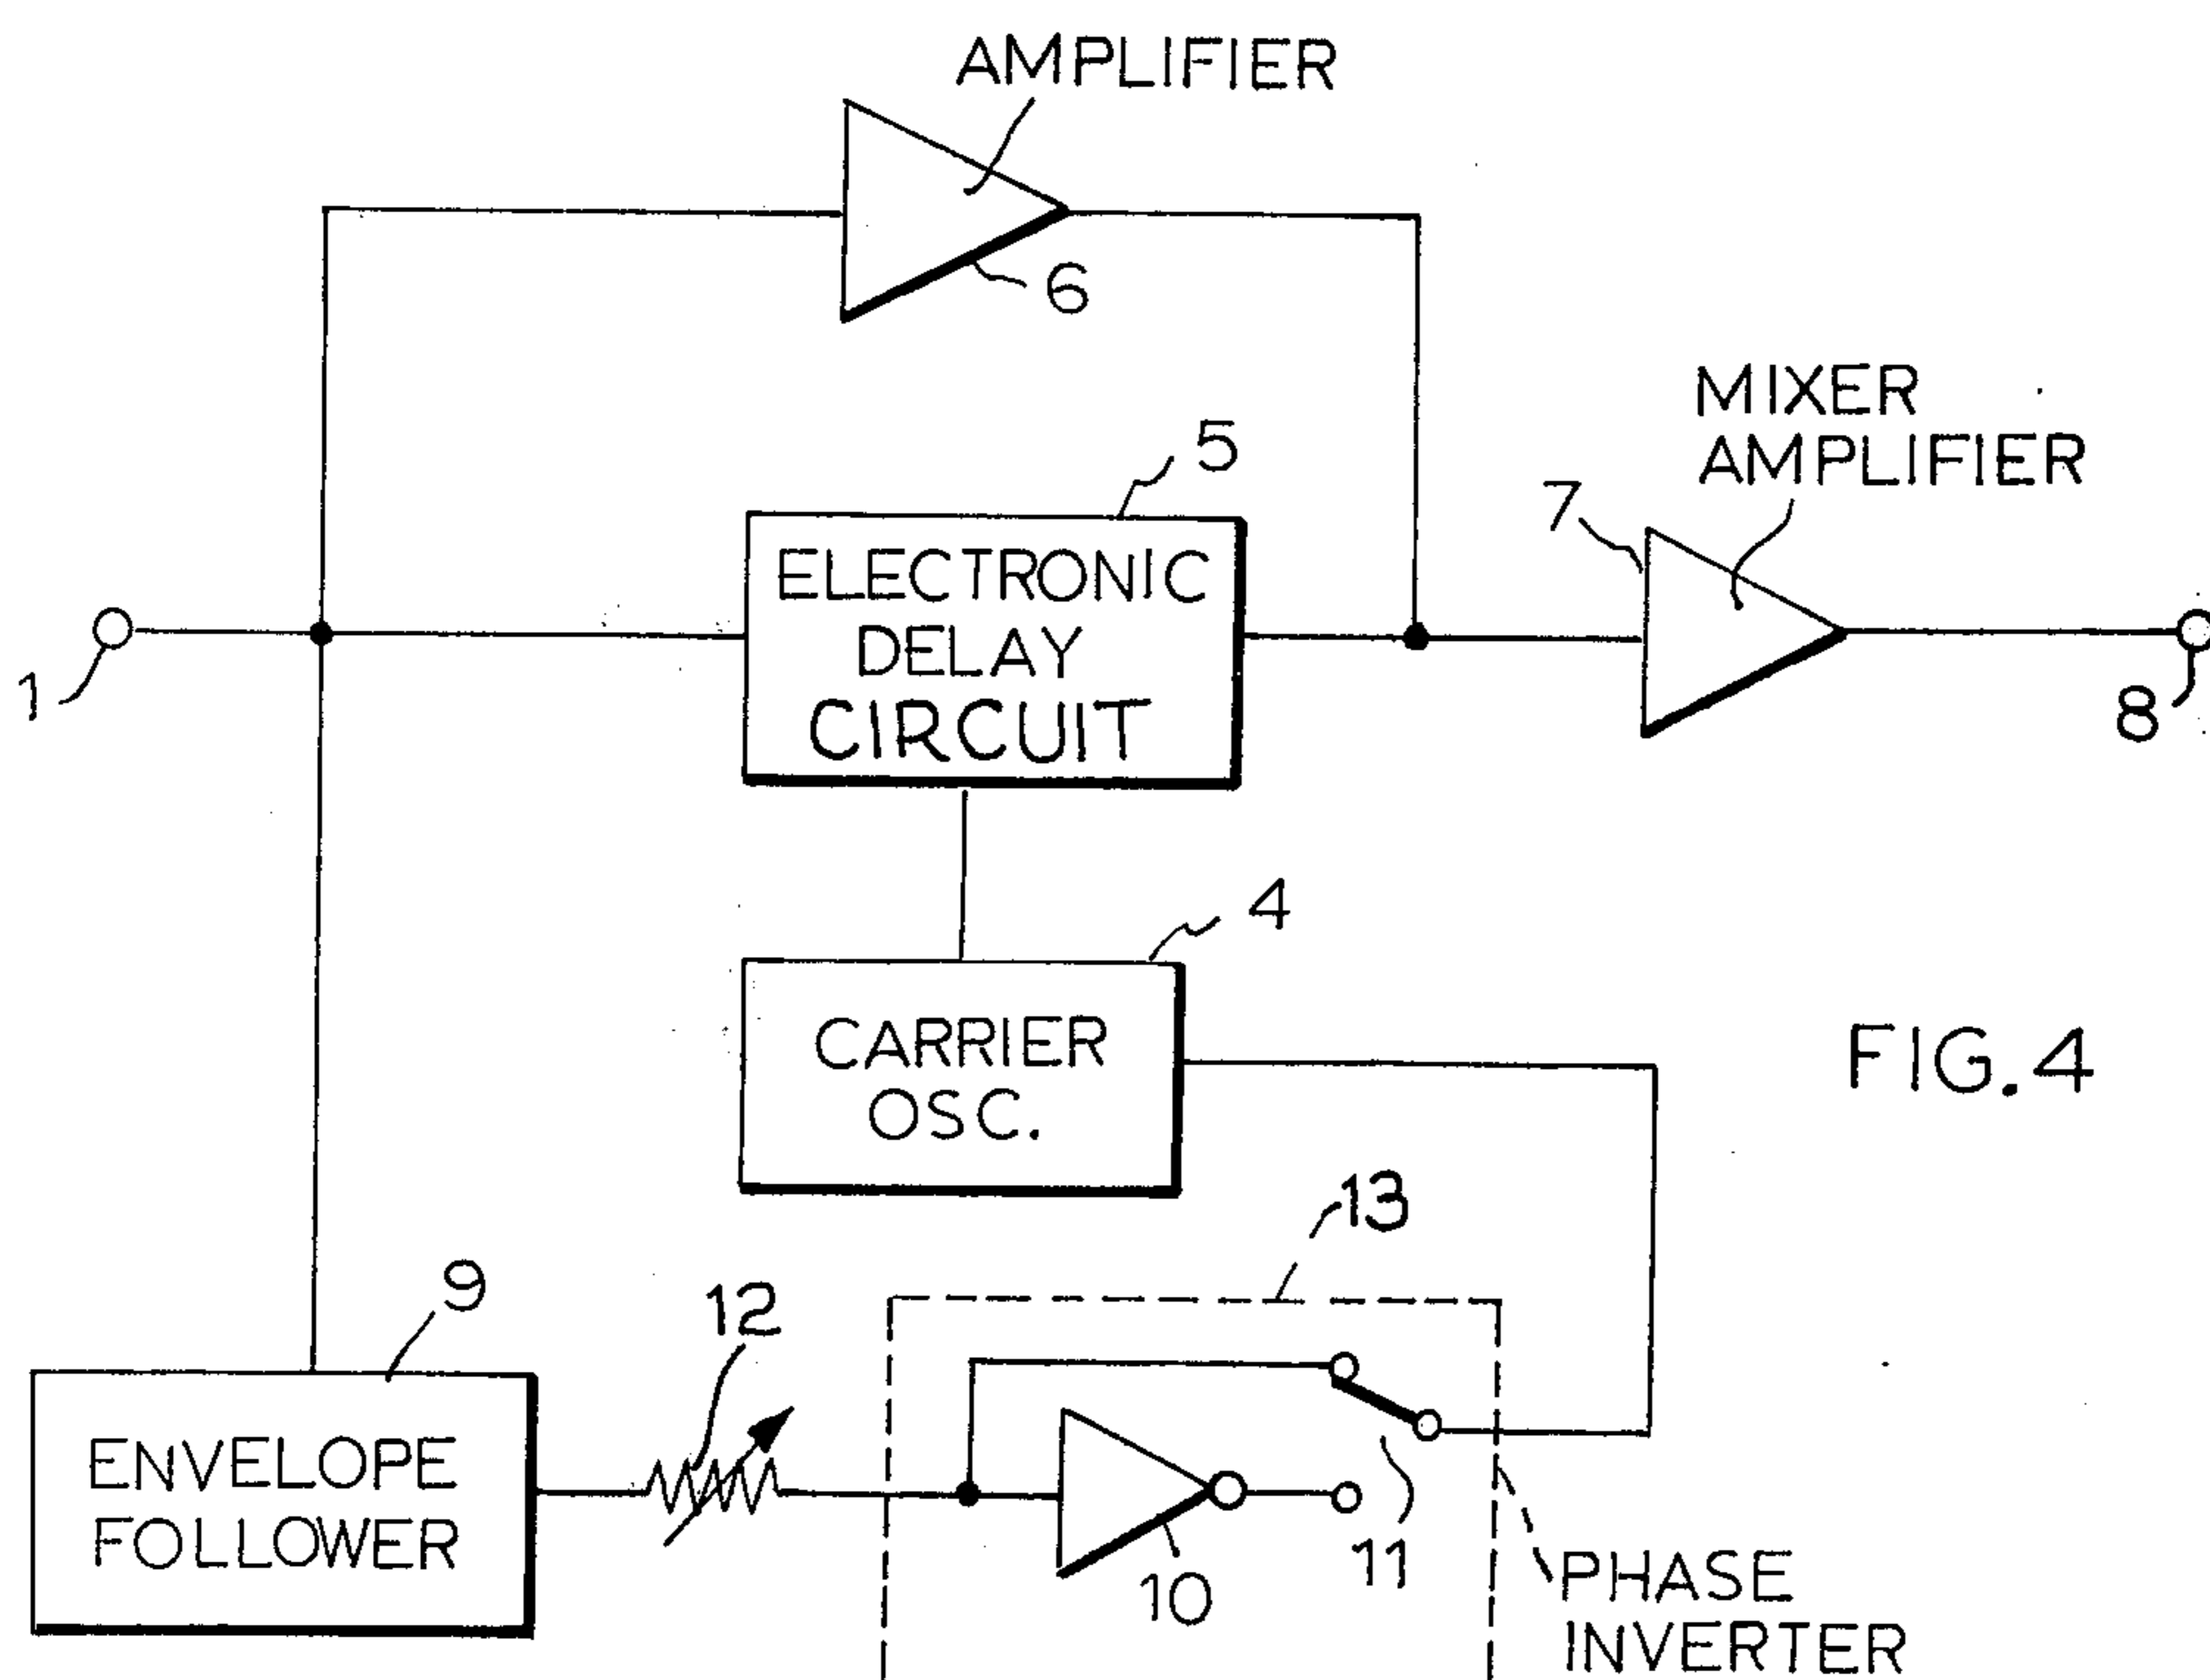 AMPLIFIER
6
MIXER
AMPLIFIER
5
7
ELECTRONIC
DELAY
CIRCUIT
1
8
4
CARRIER
OSC.
FIG.4
13
9
12
ENVELOPE
FOLLOWER
10
11
PHASE
INVERTER